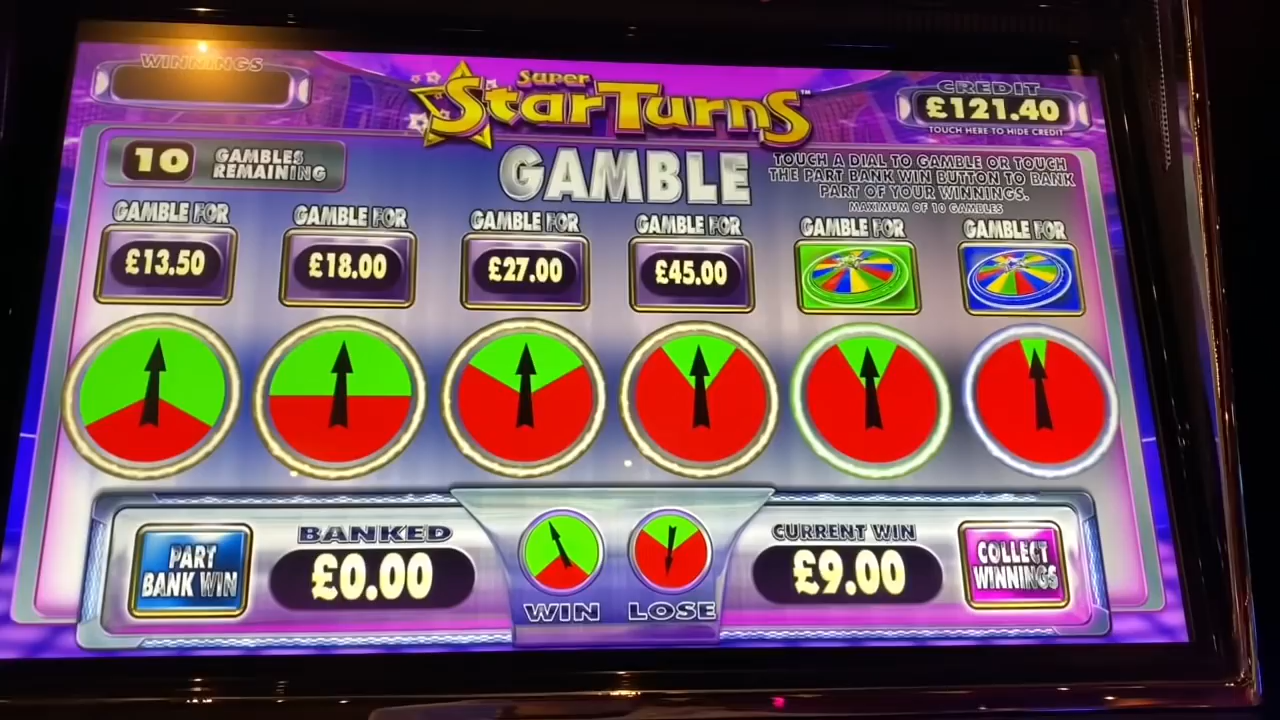 WINNINGS
SUPER
STAR TURNS™
CREDIT
£121.40
TOUCH HERE TO HIDE CREDIT
10 GAMBLES
REMAINING
GAMBLE
TOUCH A DIAL TO GAMBLE OR TOUCH
THE PART BANK WIN BUTTON TO BANK
PART OF YOUR WINNINGS.
MAXIMUM OF 10 GAMBLES
GAMBLE FOR
£13.50
GAMBLE FOR
£18.00
GAMBLE FOR
£27.00
GAMBLE FOR
£45.00
GAMBLE FOR
GAMBLE FOR
PART
BANK WIN
BANKED
£0.00
WIN
LOSE
CURRENT WIN
£9.00
COLLECT
WINNINGS